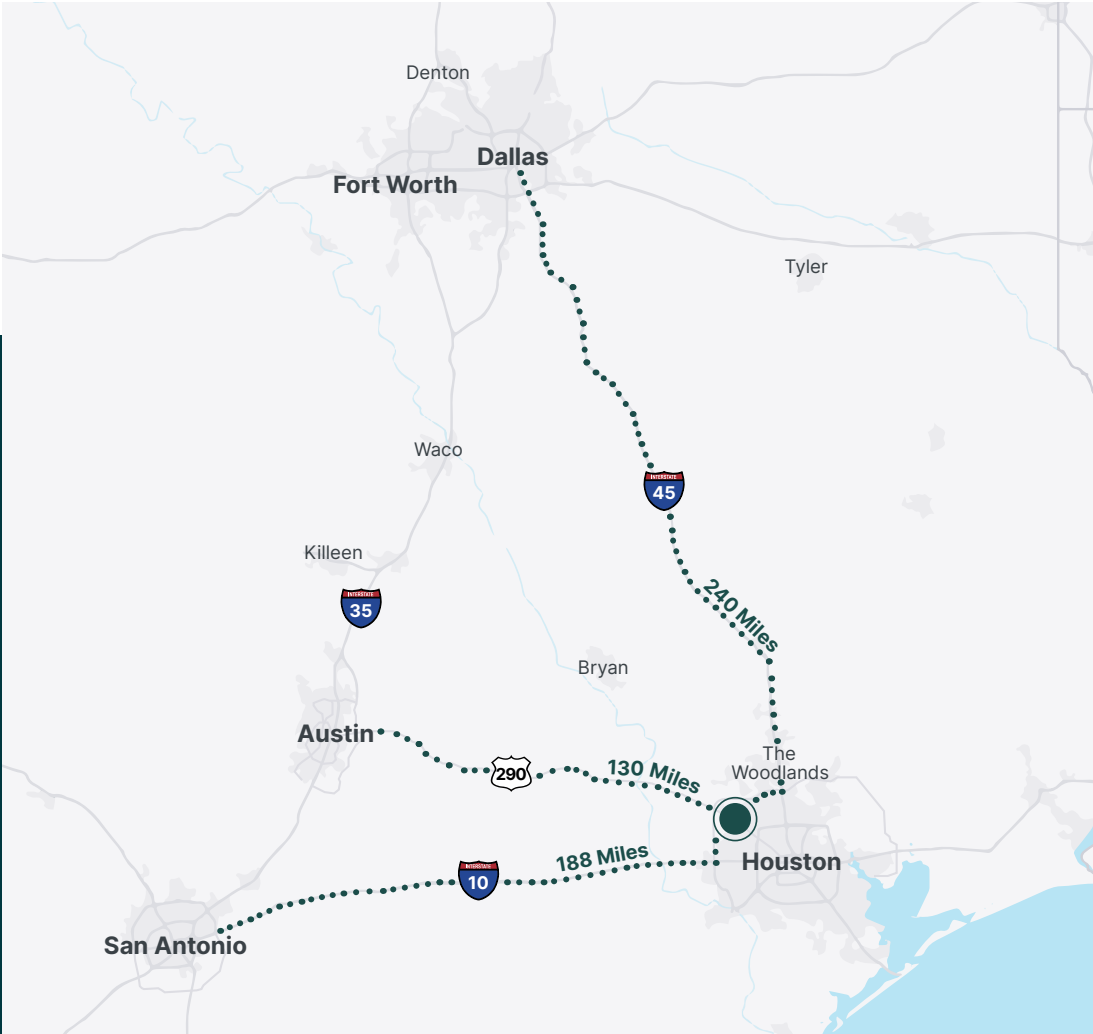 Denton
Dallas
Fort Worth
Tyler
Waco
INTERSTATE
45
Killeen
INTERSTATE
35
240 Miles
Bryan
Austin
290
130 Miles
The
Woodlands
188 Miles
Houston
INTERSTATE
10
San Antonio